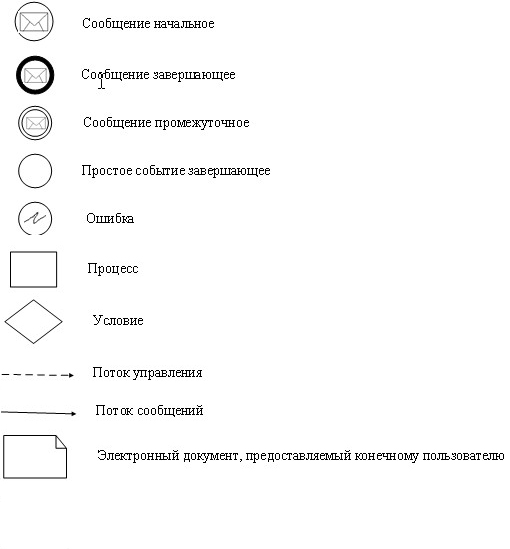 Сообщение начальное
Сообщение завершающее
Сообщение промежуточное
Простое событие завершающее
Ошибка
Процесс
Условие
Поток управления
Поток сообщений
Электронный документ, предоставляемый конечному пользователю